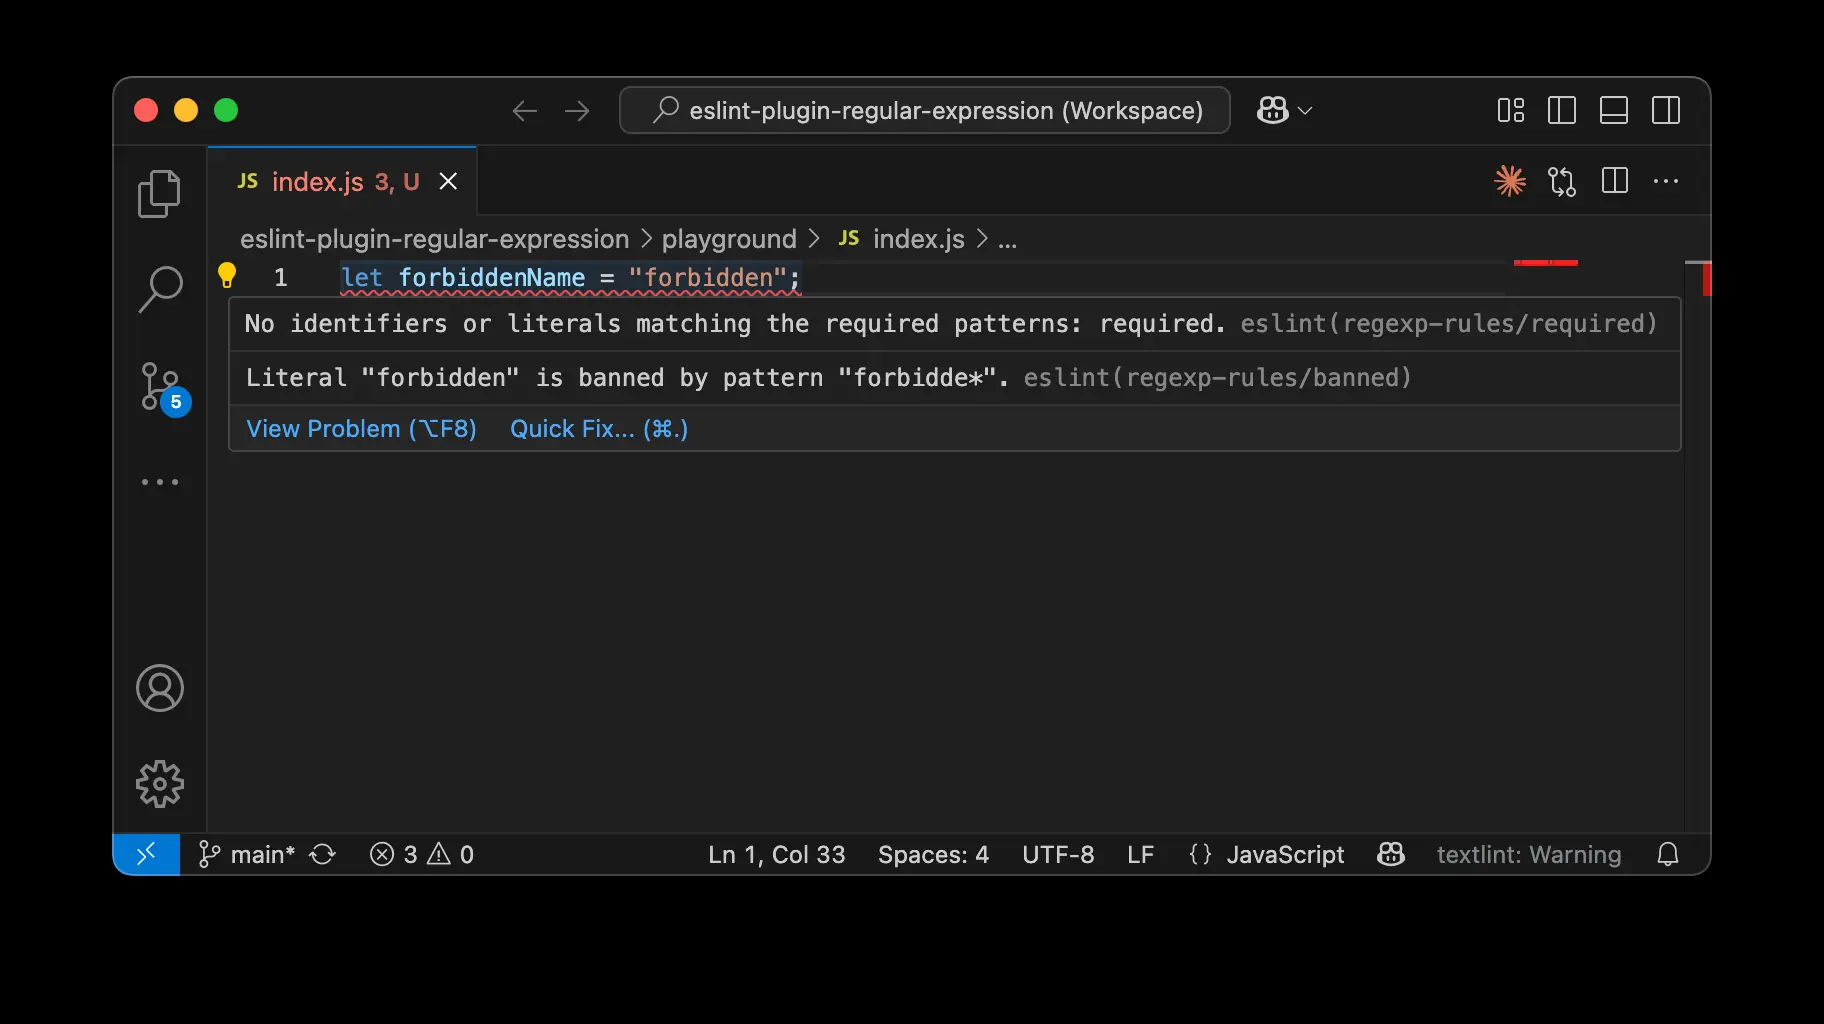 eslint-plugin-regular-expression (Workspace)
JS index.js 3, U
eslint-plugin-regular-expression > playground > JS index.js > ...
1 let forbiddenName = "forbidden";
No identifiers or literals matching the required patterns: required. eslint(regexp-rules/required)
Literal "forbidden" is banned by pattern "forbidde*". eslint(regexp-rules/banned)
View Problem (⌥F8) Quick Fix... (⌘.)
5
main* 3 0 Ln 1, Col 33 Spaces: 4 UTF-8 LF {} JavaScript textlint: Warning